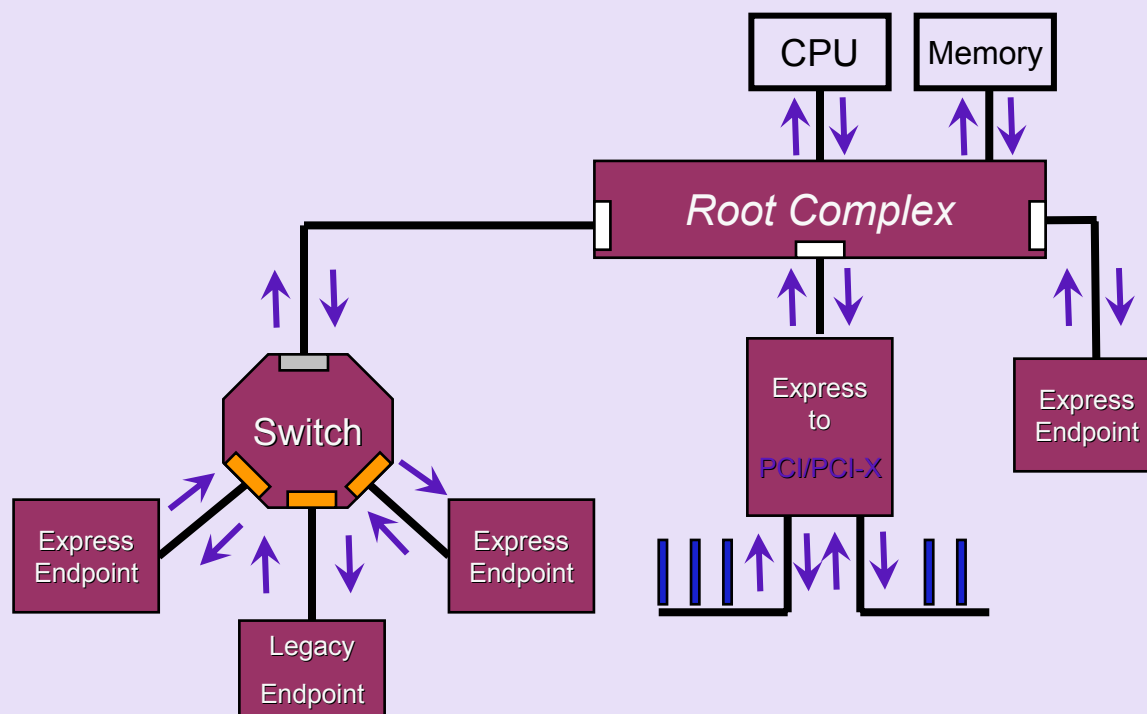 CPU
Memory
Root Complex
Switch
Express
to
PCI/PCI-X
Express
Endpoint
Express
Endpoint
Express
Endpoint
Legacy
Endpoint